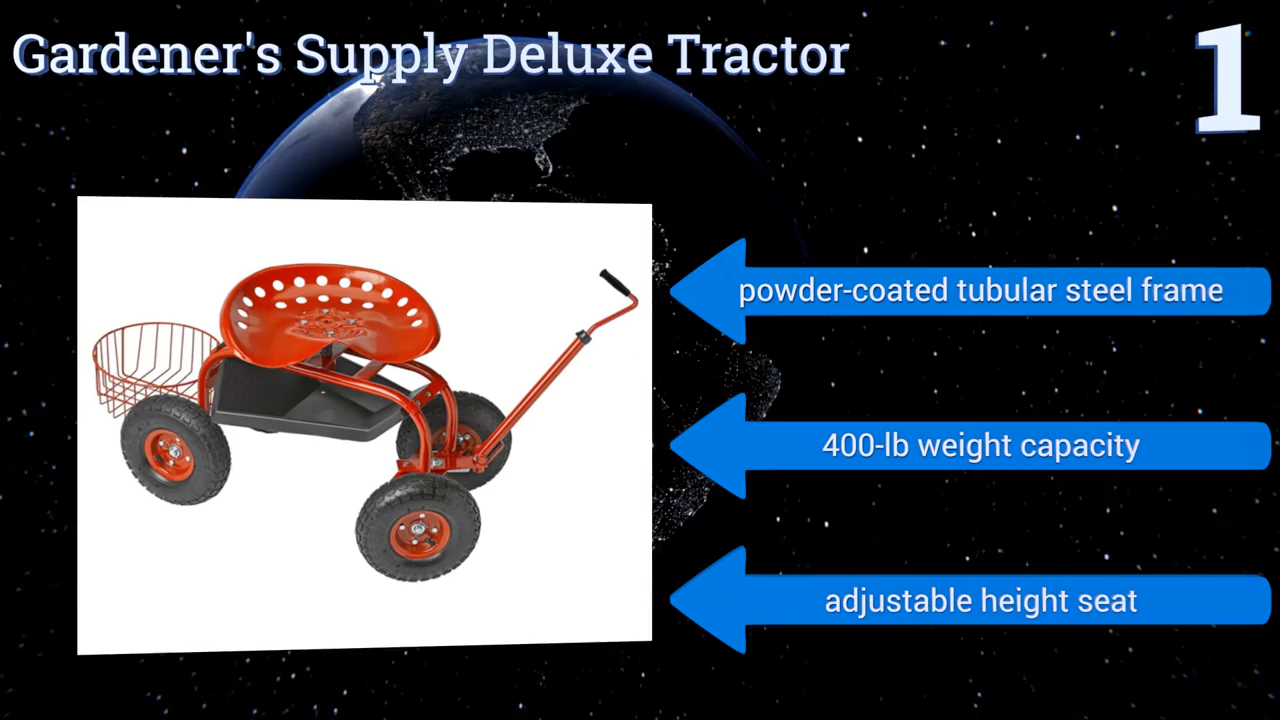 Gardener's Supply Deluxe Tractor
1
powder-coated tubular steel frame
400-lb weight capacity
adjustable height seat